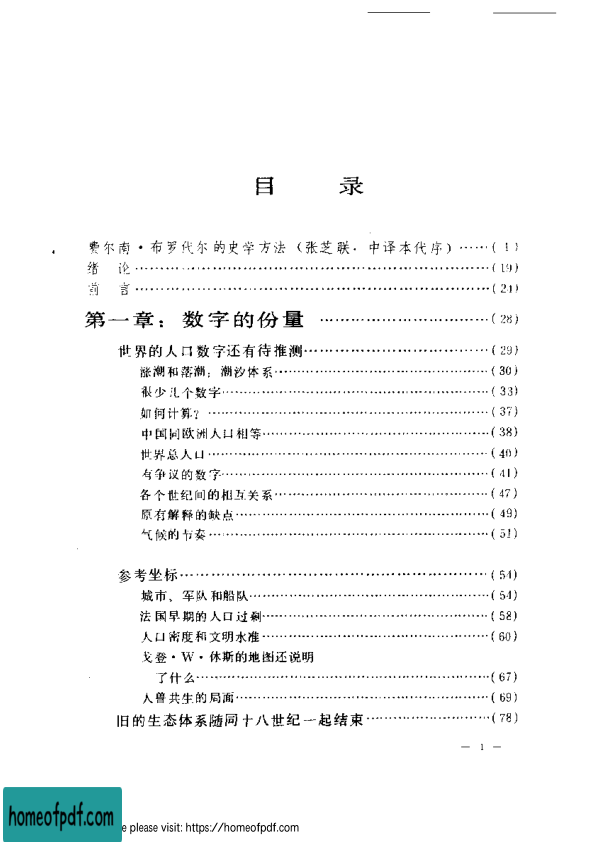 目 录
费尔南·布罗代尔的史学方法（张芝联·中译本代序）……( 1 )
绪 论……(19)
前 言……(24)
第一章：数字的份量……(28)
世界的人口数字还有待推测……(29)
涨潮和落潮：潮汐体系……(30)
很少几个数字……(33)
如何计算？……(37)
中国同欧洲人口相等……(38)
世界总人口……(40)
有争议的数字……(41)
各个世纪间的相互关系……(47)
原有解释的缺点……(49)
气候的节奏……(51)
参考坐标……(54)
城市、军队和船队……(54)
法国早期的人口过剩……(58)
人口密度和文明水准……(60)
戈登·W·休斯的地图还说明
了什么……(67)
人兽共生的局面……(69)
旧的生态体系随同十八世纪一起结束……(78)
— 1 —
homeofpdf.com
e please visit: https://homeofpdf.com